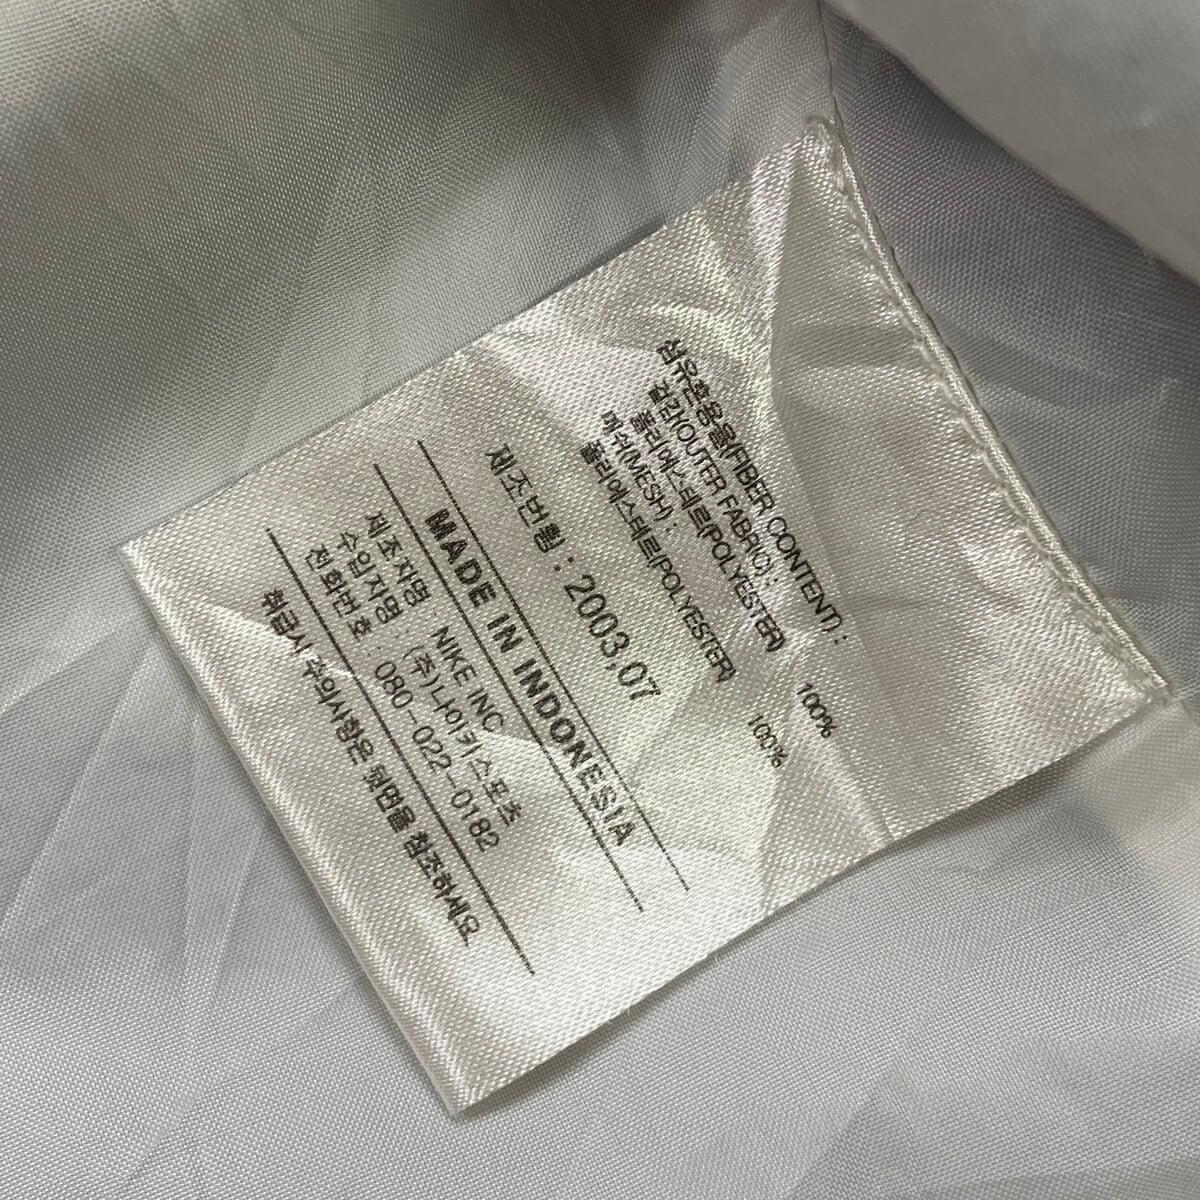 섬유혼용율(FIBER CONTENT) :
겉감(OUTER FABRIC) :
폴리에스테르(POLYESTER) 100%
메쉬(MESH) :
폴리에스테르(POLYESTER) 100%
제조번월 : 2003,07
MADE IN INDONESIA
제조자명 : NIKE INC
수입자명 : (주)나이키스포츠
전화번호 : 080-022-0182
취급시 주의사항은 뒷면을 참조하세요